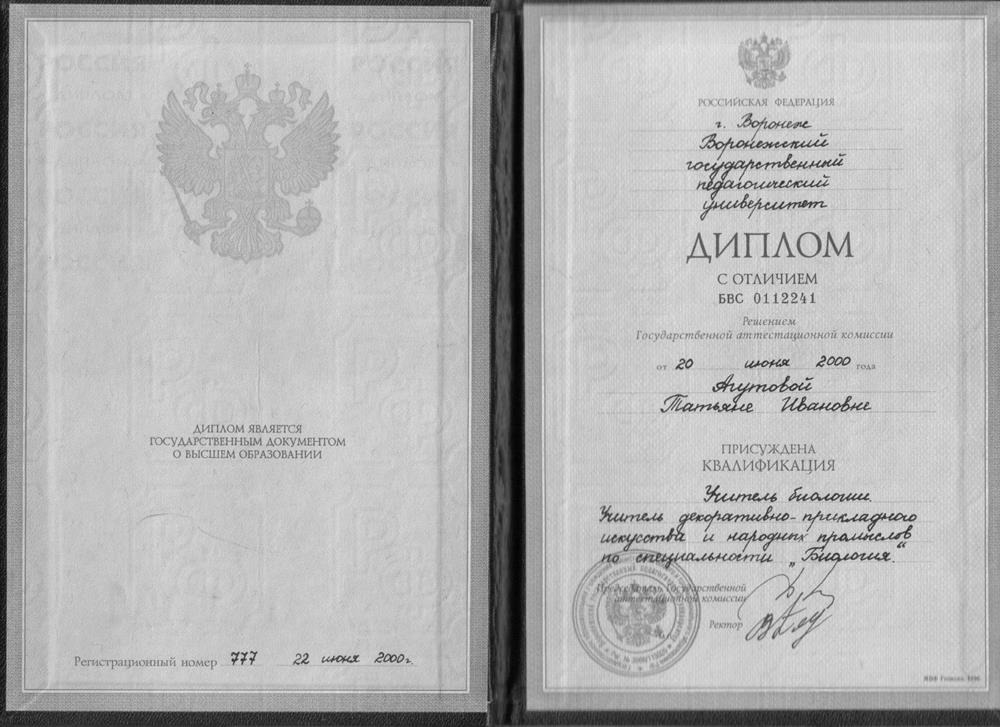 ДИПЛОМ ЯВЛЯЕТСЯ
ГОСУДАРСТВЕННЫМ ДОКУМЕНТОМ
О ВЫСШЕМ ОБРАЗОВАНИИ
Регистрационный номер 777 22 июня 2000г.
РОССИЙСКАЯ ФЕДЕРАЦИЯ
г. Воронеж
Воронежский
государственный
педагогический
университет
ДИПЛОМ
С ОТЛИЧИЕМ
БВС 0112241
Решением
Государственной аттестационной комиссии
от 20 июня 2000 года
Агутовой
Татьяне Ивановне
ПРИСУЖДЕНА
КВАЛИФИКАЦИЯ
Учитель биологии.
Учитель декоративно-прикладного
искусства и народных промыслов
по специальности „Биология“
Председатель Государственной
аттестационной комиссии
Ректор